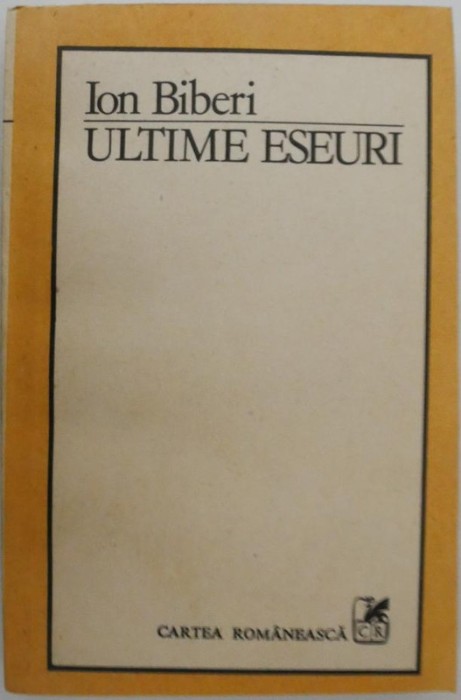 Ion Biberi
ULTIME ESEURI
CARTEA ROMÂNEASCĂ
CR